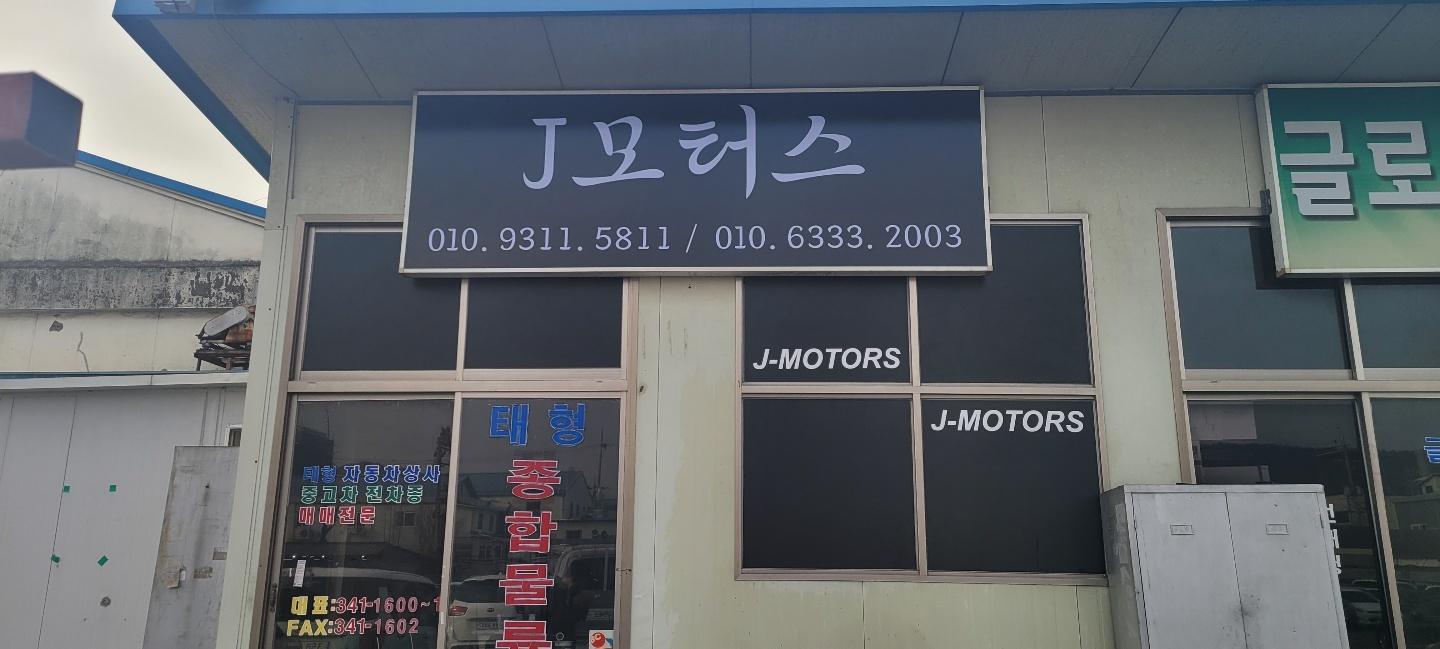 J모터스
010. 9311. 5811 / 010. 6333. 2003
글로
J-MOTORS
J-MOTORS
태형
종합물류
태형 자동차상사
중고차 전차종
매매전문
대표:341-1600~1
FAX:341-1602